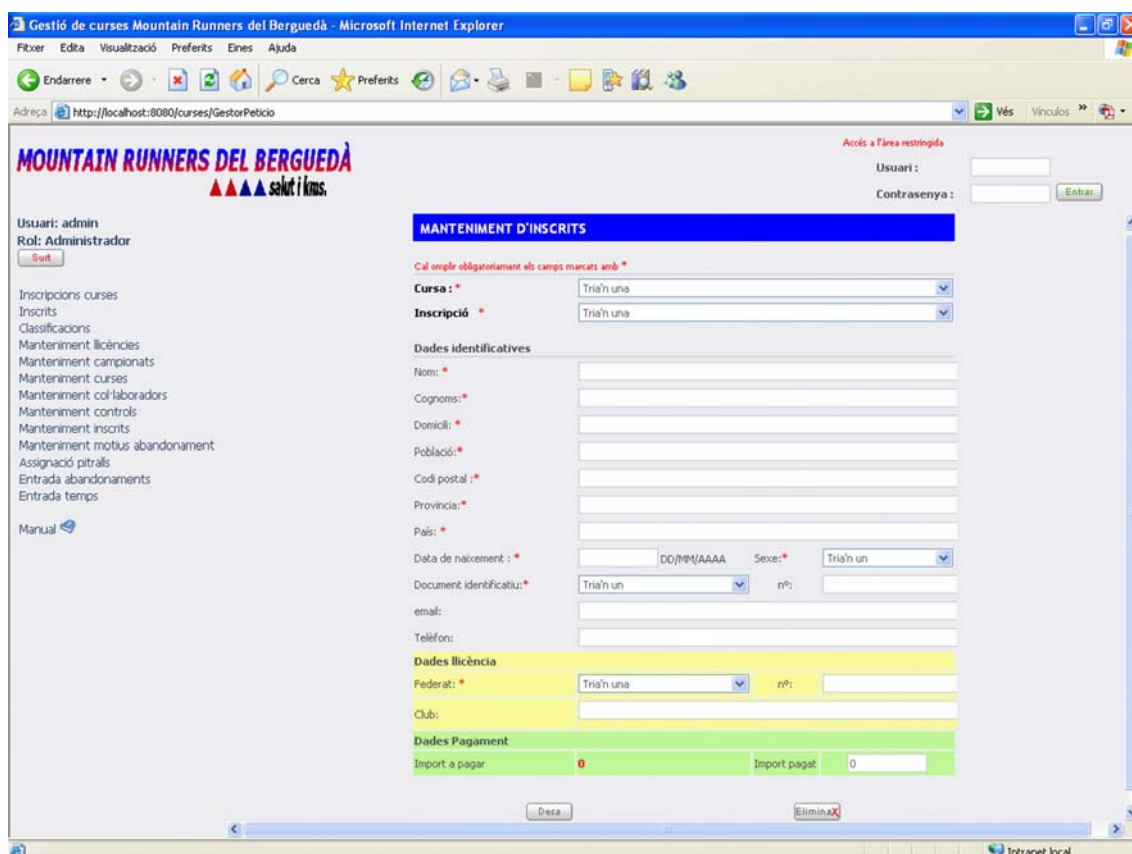 Gestió de curses Mountain Runners del Berguedà - Microsoft Internet Explorer
Fitxer Edita Visualització Preferits Eines Ajuda
Endarrere Cerca Preferits
Adreça http://localhost:8080/curses/GestorPeticio Vés Vínculos »
Accés a l'àrea restringida
MOUNTAIN RUNNERS DEL BERGUEDÀ
salut i kms.
Usuari :
Contrasenya : Entrar
Usuari: admin
Rol: Administrador
Surt
Inscripcions curses
Inscrits
Classificacions
Manteniment llicències
Manteniment campionats
Manteniment curses
Manteniment col·laboradors
Manteniment controls
Manteniment inscrits
Manteniment motius abandonament
Assignació pitralls
Entrada abandonaments
Entrada temps
Manual
MANTENIMENT D'INSCRITS
Cal omplir obligatoriament els camps marcats amb *
Cursa : * Tria'n una
Inscripció * Tria'n una
Dades identificatives
Nom: *
Cognoms:*
Domicili: *
Població:*
Codi postal :*
Provincia:*
País: *
Data de naixement : * DD/MM/AAAA Sexe:* Tria'n un
Document identificatiu:* Tria'n un nº:
email:
Telèfon:
Dades llicència
Federat: * Tria'n una nº:
Club:
Dades Pagament
Import a pagar 0 Import pagat 0
Desa EliminaX
Intranet local